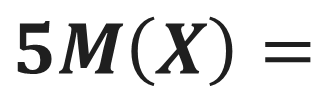 5M(X) =